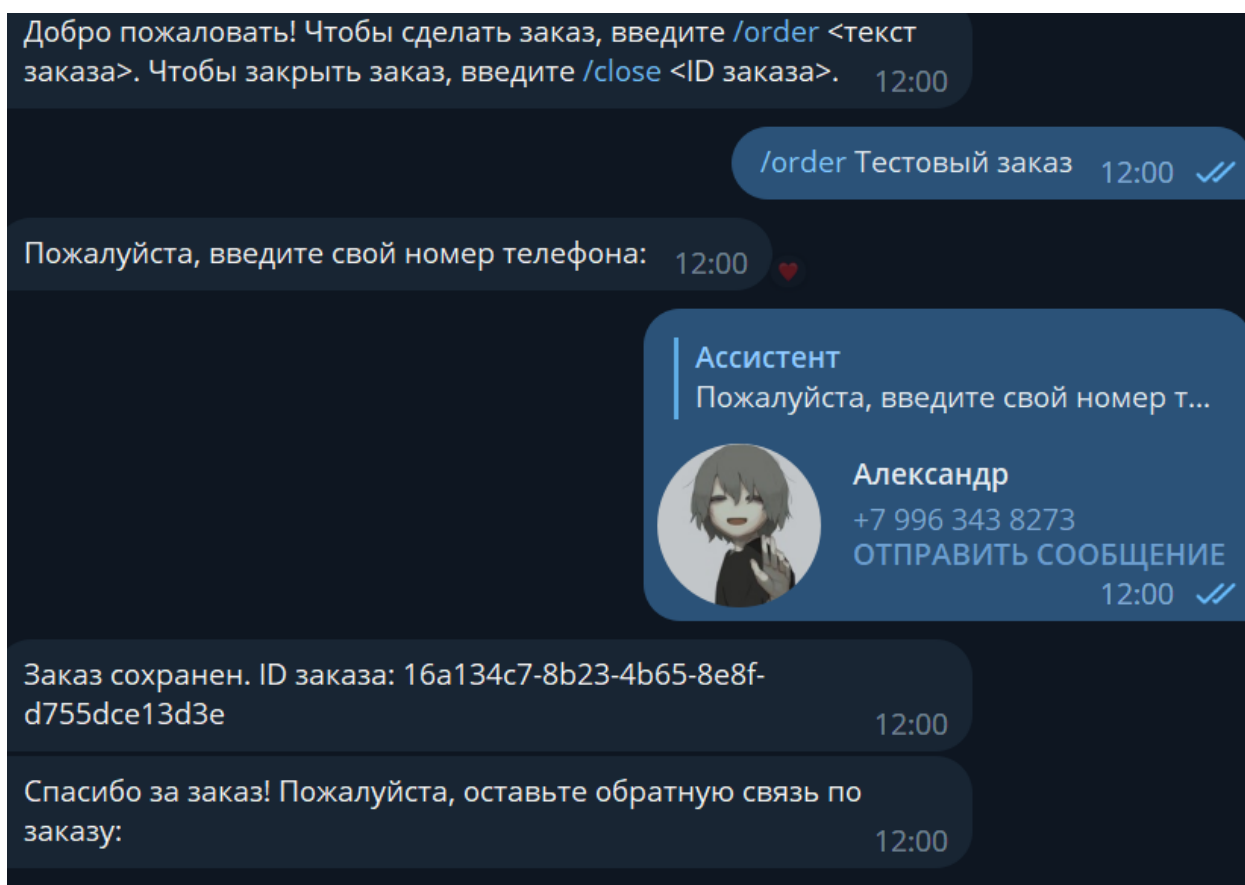 Добро пожаловать! Чтобы сделать заказ, введите /order <текст
заказа>. Чтобы закрыть заказ, введите /close <ID заказа>.
12:00
/order Тестовый заказ
12:00
Пожалуйста, введите свой номер телефона:
12:00
Ассистент
Пожалуйста, введите свой номер т...
Александр
+7 996 343 8273
ОТПРАВИТЬ СООБЩЕНИЕ
12:00
Заказ сохранен. ID заказа: 16a134c7-8b23-4b65-8e8f-
d755dce13d3e
12:00
Спасибо за заказ! Пожалуйста, оставьте обратную связь по
заказу:
12:00